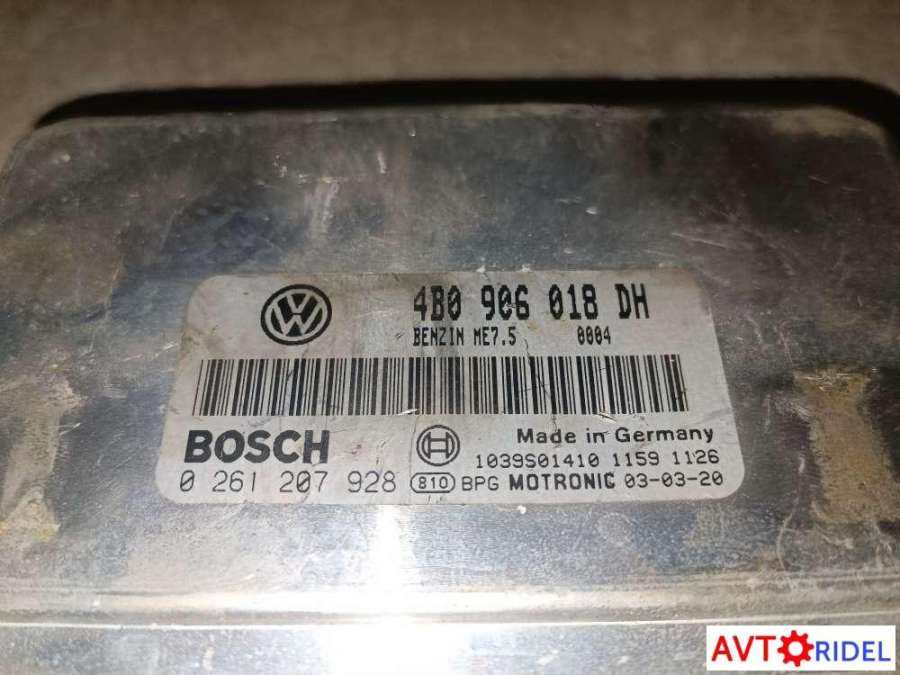 4B0 906 018 DH
BENZIN ME7.5 0004
BOSCH
Made in Germany
1039S01410 1159 1126
0 261 207 928 810 BPG MOTRONIC 03-03-20
AVTORIDEL